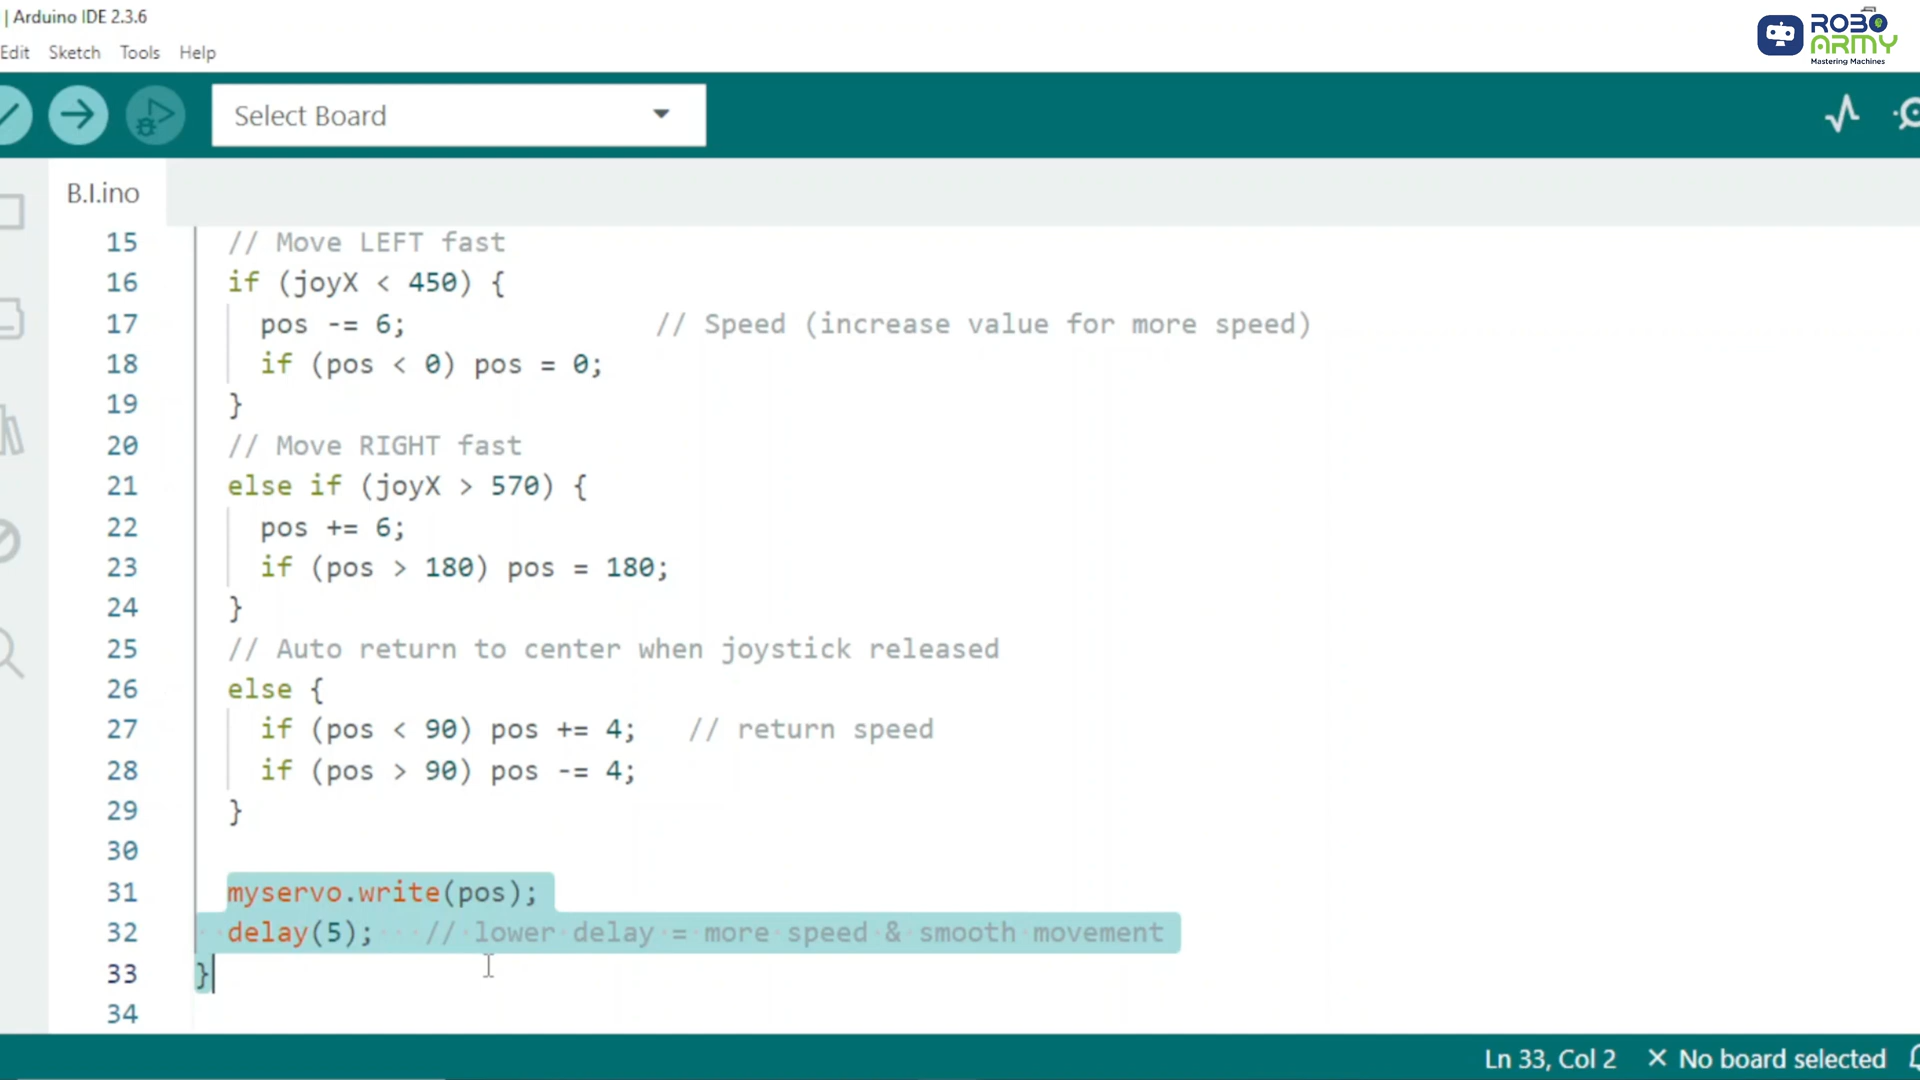 | Arduino IDE 2.3.6
Edit Sketch Tools Help
ROBO
ARMY
Mastering Machines
Select Board
B.I.ino
15 // Move LEFT fast
16 if (joyX < 450) {
17 pos -= 6; // Speed (increase value for more speed)
18 if (pos < 0) pos = 0;
19 }
20 // Move RIGHT fast
21 else if (joyX > 570) {
22 pos += 6;
23 if (pos > 180) pos = 180;
24 }
25 // Auto return to center when joystick released
26 else {
27 if (pos < 90) pos += 4; // return speed
28 if (pos > 90) pos -= 4;
29 }
30
31 myservo.write(pos);
32 delay(5); // lower delay = more speed & smooth movement
33 }
34
Ln 33, Col 2 × No board selected